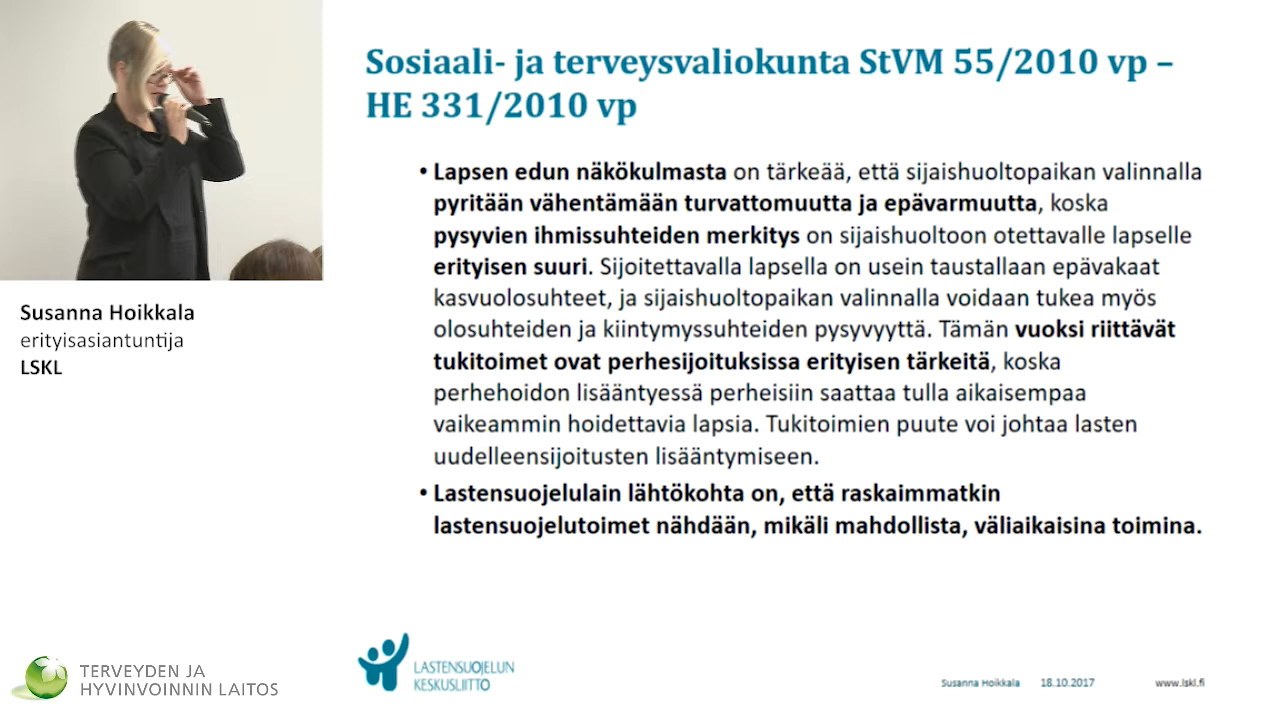 Sosiaali- ja terveysvaliokunta StVM 55/2010 vp –
HE 331/2010 vp
• Lapsen edun näkökulmasta on tärkeää, että sijaishuoltopaikan valinnalla
pyritään vähentämään turvattomuutta ja epävarmuutta, koska
pysyvien ihmissuhteiden merkitys on sijaishuoltoon otettavalle lapselle
erityisen suuri. Sijoitettavalla lapsella on usein taustallaan epävakaat
kasvuolosuhteet, ja sijaishuoltopaikan valinnalla voidaan tukea myös
olosuhteiden ja kiintymyssuhteiden pysyvyyttä. Tämän vuoksi riittävät
tukitoimet ovat perhesijoituksissa erityisen tärkeitä, koska
perhehoidon lisääntyessä perheisiin saattaa tulla aikaisempaa
vaikeammin hoidettavia lapsia. Tukitoimien puute voi johtaa lasten
uudelleensijoitusten lisääntymiseen.
• Lastensuojelulain lähtökohta on, että raskaimmatkin
lastensuojelutoimet nähdään, mikäli mahdollista, väliaikaisina toimina.
Susanna Hoikkala
erityisasiantuntija
LSKL
TERVEYDEN JA
HYVINVOINNIN LAITOS
LASTENSUOJELUN
KESKUSLIITTO
Susanna Hoikkala 18.10.2017 www.lskl.fi